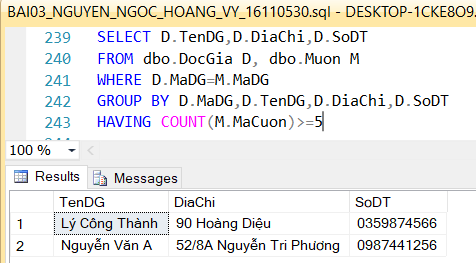 BAI03_NGUYEN_NGOC_HOANG_VY_16110530.sql - DESKTOP-1CKE8O9.
239 SELECT D.TenDG,D.DiaChi,D.SoDT
240 FROM dbo.DocGia D, dbo.Muon M
241 WHERE D.MaDG=M.MaDG
242 GROUP BY D.MaDG,D.TenDG,D.DiaChi,D.SoDT
243 HAVING COUNT(M.MaCuon)>=5
100 %
Results Messages
TenDG DiaChi SoDT
1 Lý Công Thành 90 Hoàng Diệu 0359874566
2 Nguyễn Văn A 52/8A Nguyễn Tri Phương 0987441256